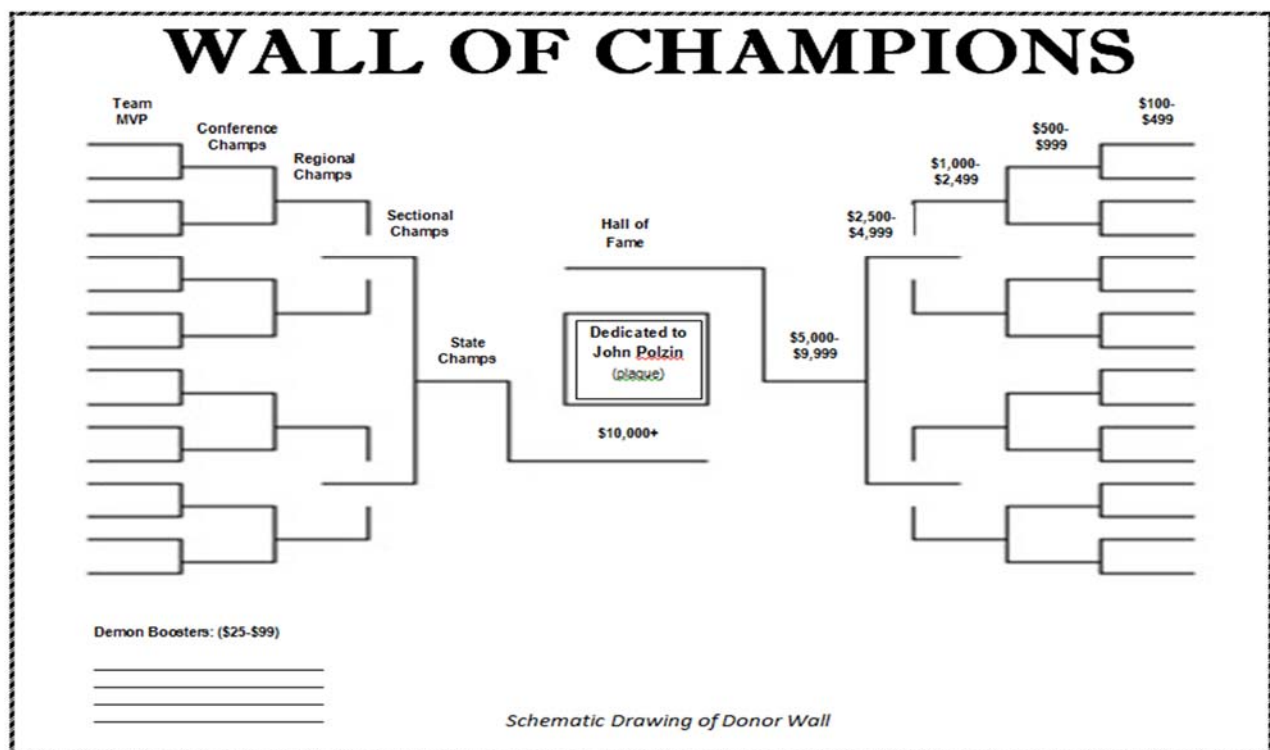 WALL OF CHAMPIONS
Team
MVP
Conference
Champs
Regional
Champs
Sectional
Champs
State
Champs
Hall of
Fame
Dedicated to
John Polzin
(plaque)
$10,000+
$5,000-
$9,999
$2,500-
$4,999
$1,000-
$2,499
$500-
$999
$100-
$499
Demon Boosters: ($25-$99)
Schematic Drawing of Donor Wall